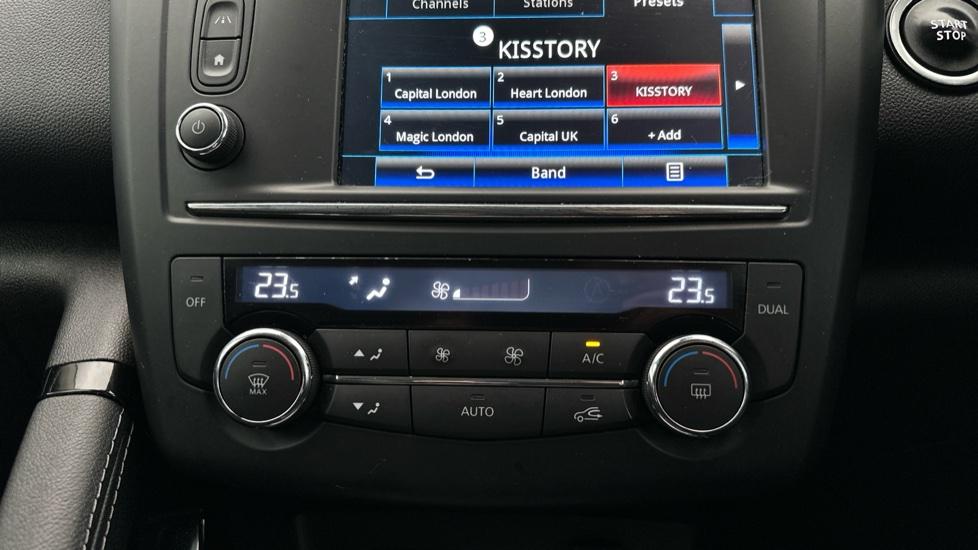 Channels Stations Presets
START
STOP
3 KISSTORY
1 Capital London 2 Heart London 3 KISSTORY
4 Magic London 5 Capital UK 6 + Add
Band
23.5 23.5
OFF DUAL
A/C
MAX
AUTO